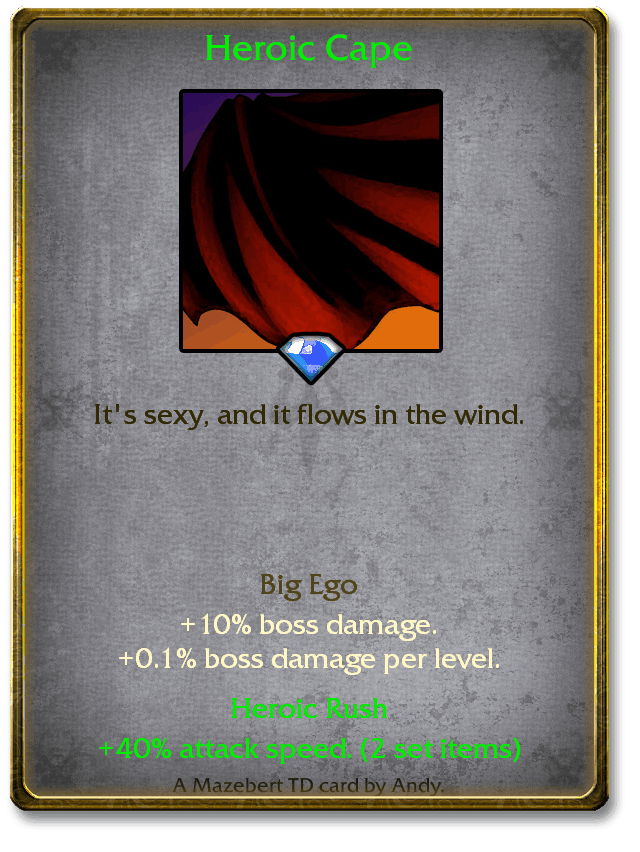 Heroic Cape
It's sexy, and it flows in the wind.
Big Ego
+10% boss damage.
+0.1% boss damage per level.
Heroic Rush
+40% attack speed. (2 set items)
A Mazebert TD card by Andy.